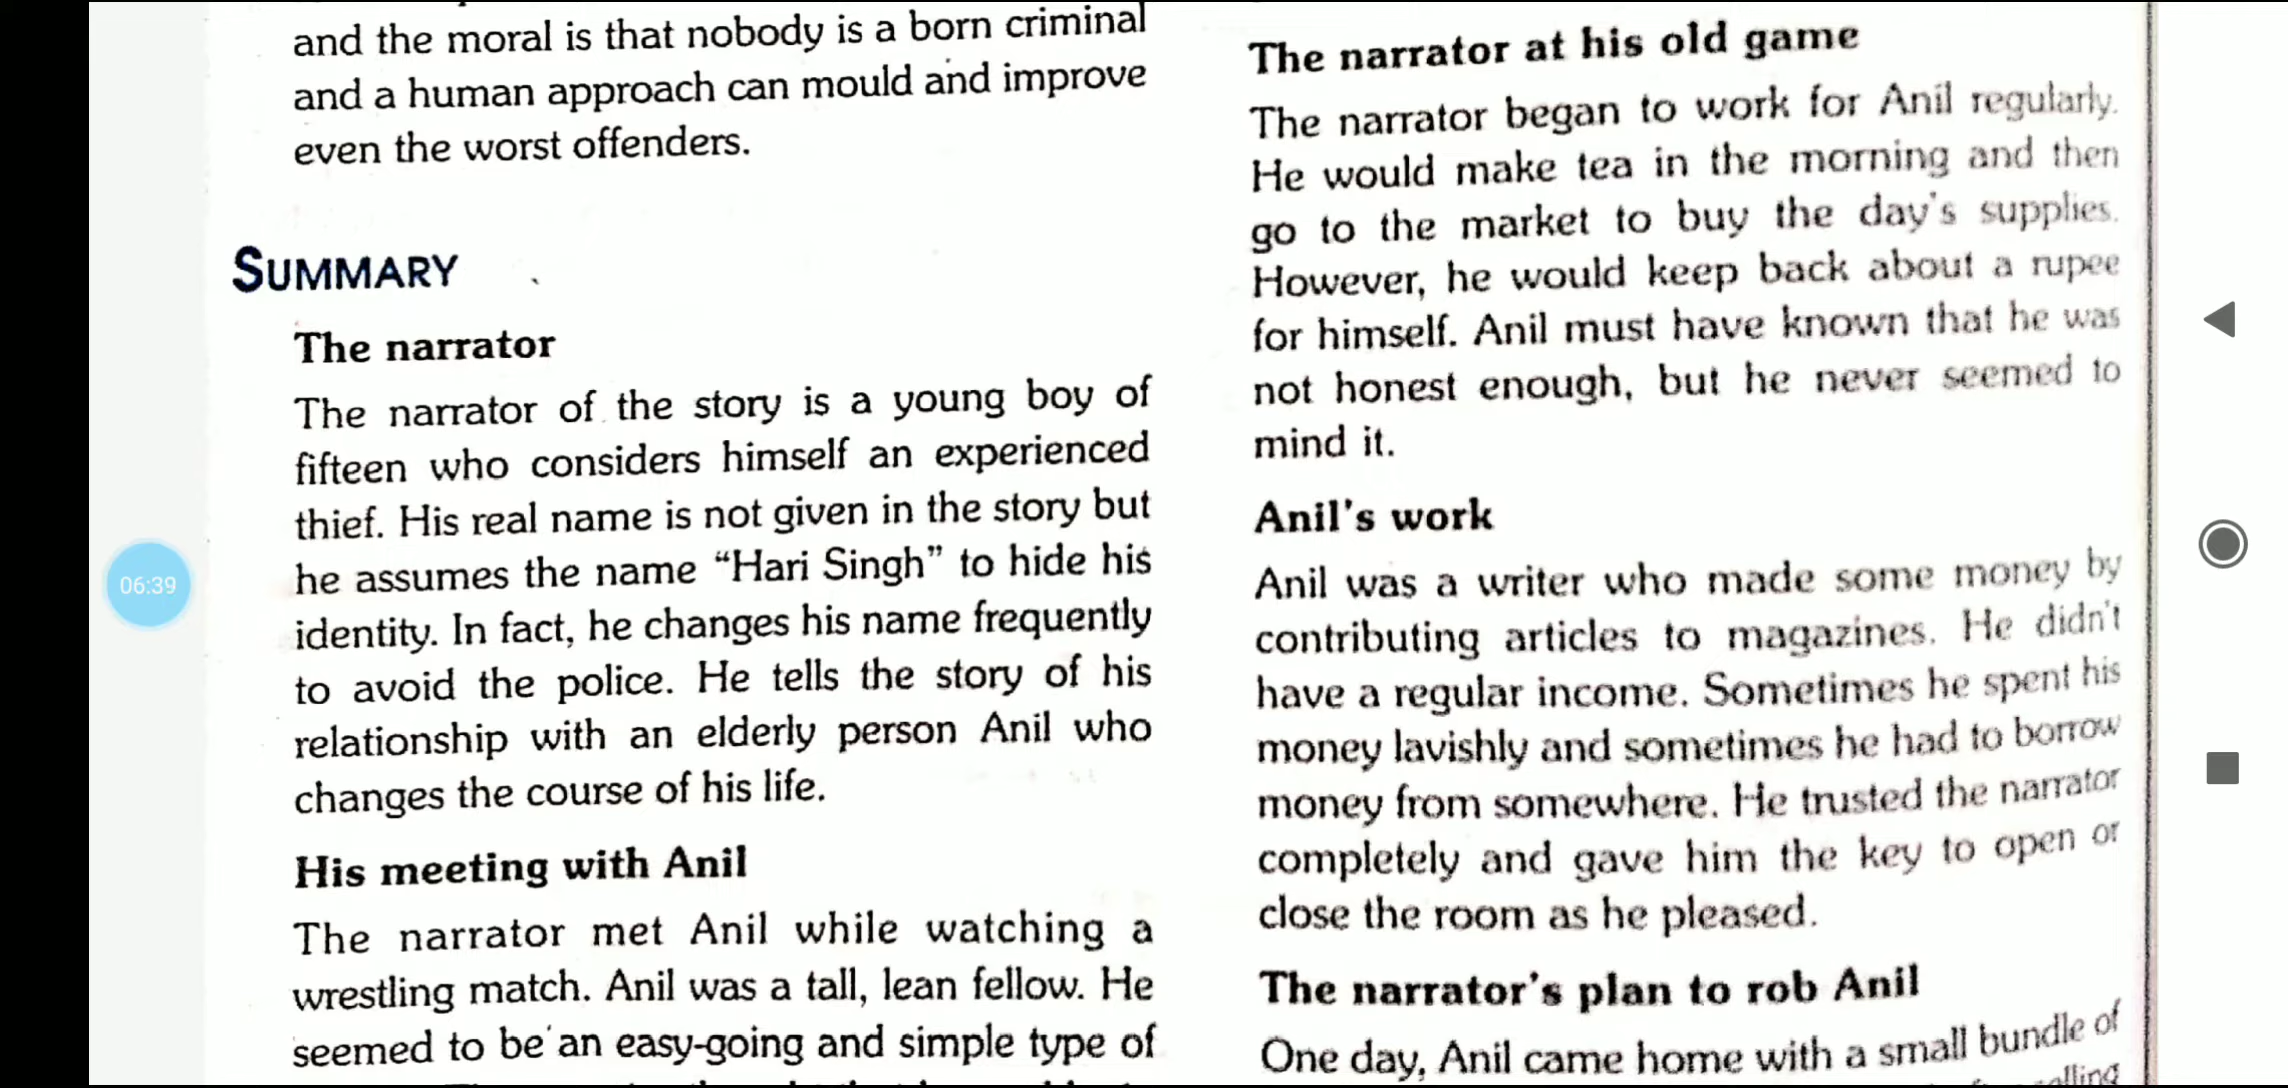 and the moral is that nobody is a born criminal
and a human approach can mould and improve
even the worst offenders.
SUMMARY
The narrator
The narrator of the story is a young boy of
fifteen who considers himself an experienced
thief. His real name is not given in the story but
he assumes the name “Hari Singh” to hide his
identity. In fact, he changes his name frequently
to avoid the police. He tells the story of his
relationship with an elderly person Anil who
changes the course of his life.
His meeting with Anil
The narrator met Anil while watching a
wrestling match. Anil was a tall, lean fellow. He
seemed to be an easy-going and simple type of
The narrator at his old game
The narrator began to work for Anil regularly.
He would make tea in the morning and then
go to the market to buy the day's supplies.
However, he would keep back about a rupee
for himself. Anil must have known that he was
not honest enough, but he never seemed to
mind it.
Anil's work
Anil was a writer who made some money by
contributing articles to magazines. He didn't
have a regular income. Sometimes he spent his
money lavishly and sometimes he had to borrow
money from somewhere. He trusted the narrator
completely and gave him the key to open or
close the room as he pleased.
The narrator's plan to rob Anil
One day, Anil came home with a small bundle of
06:39